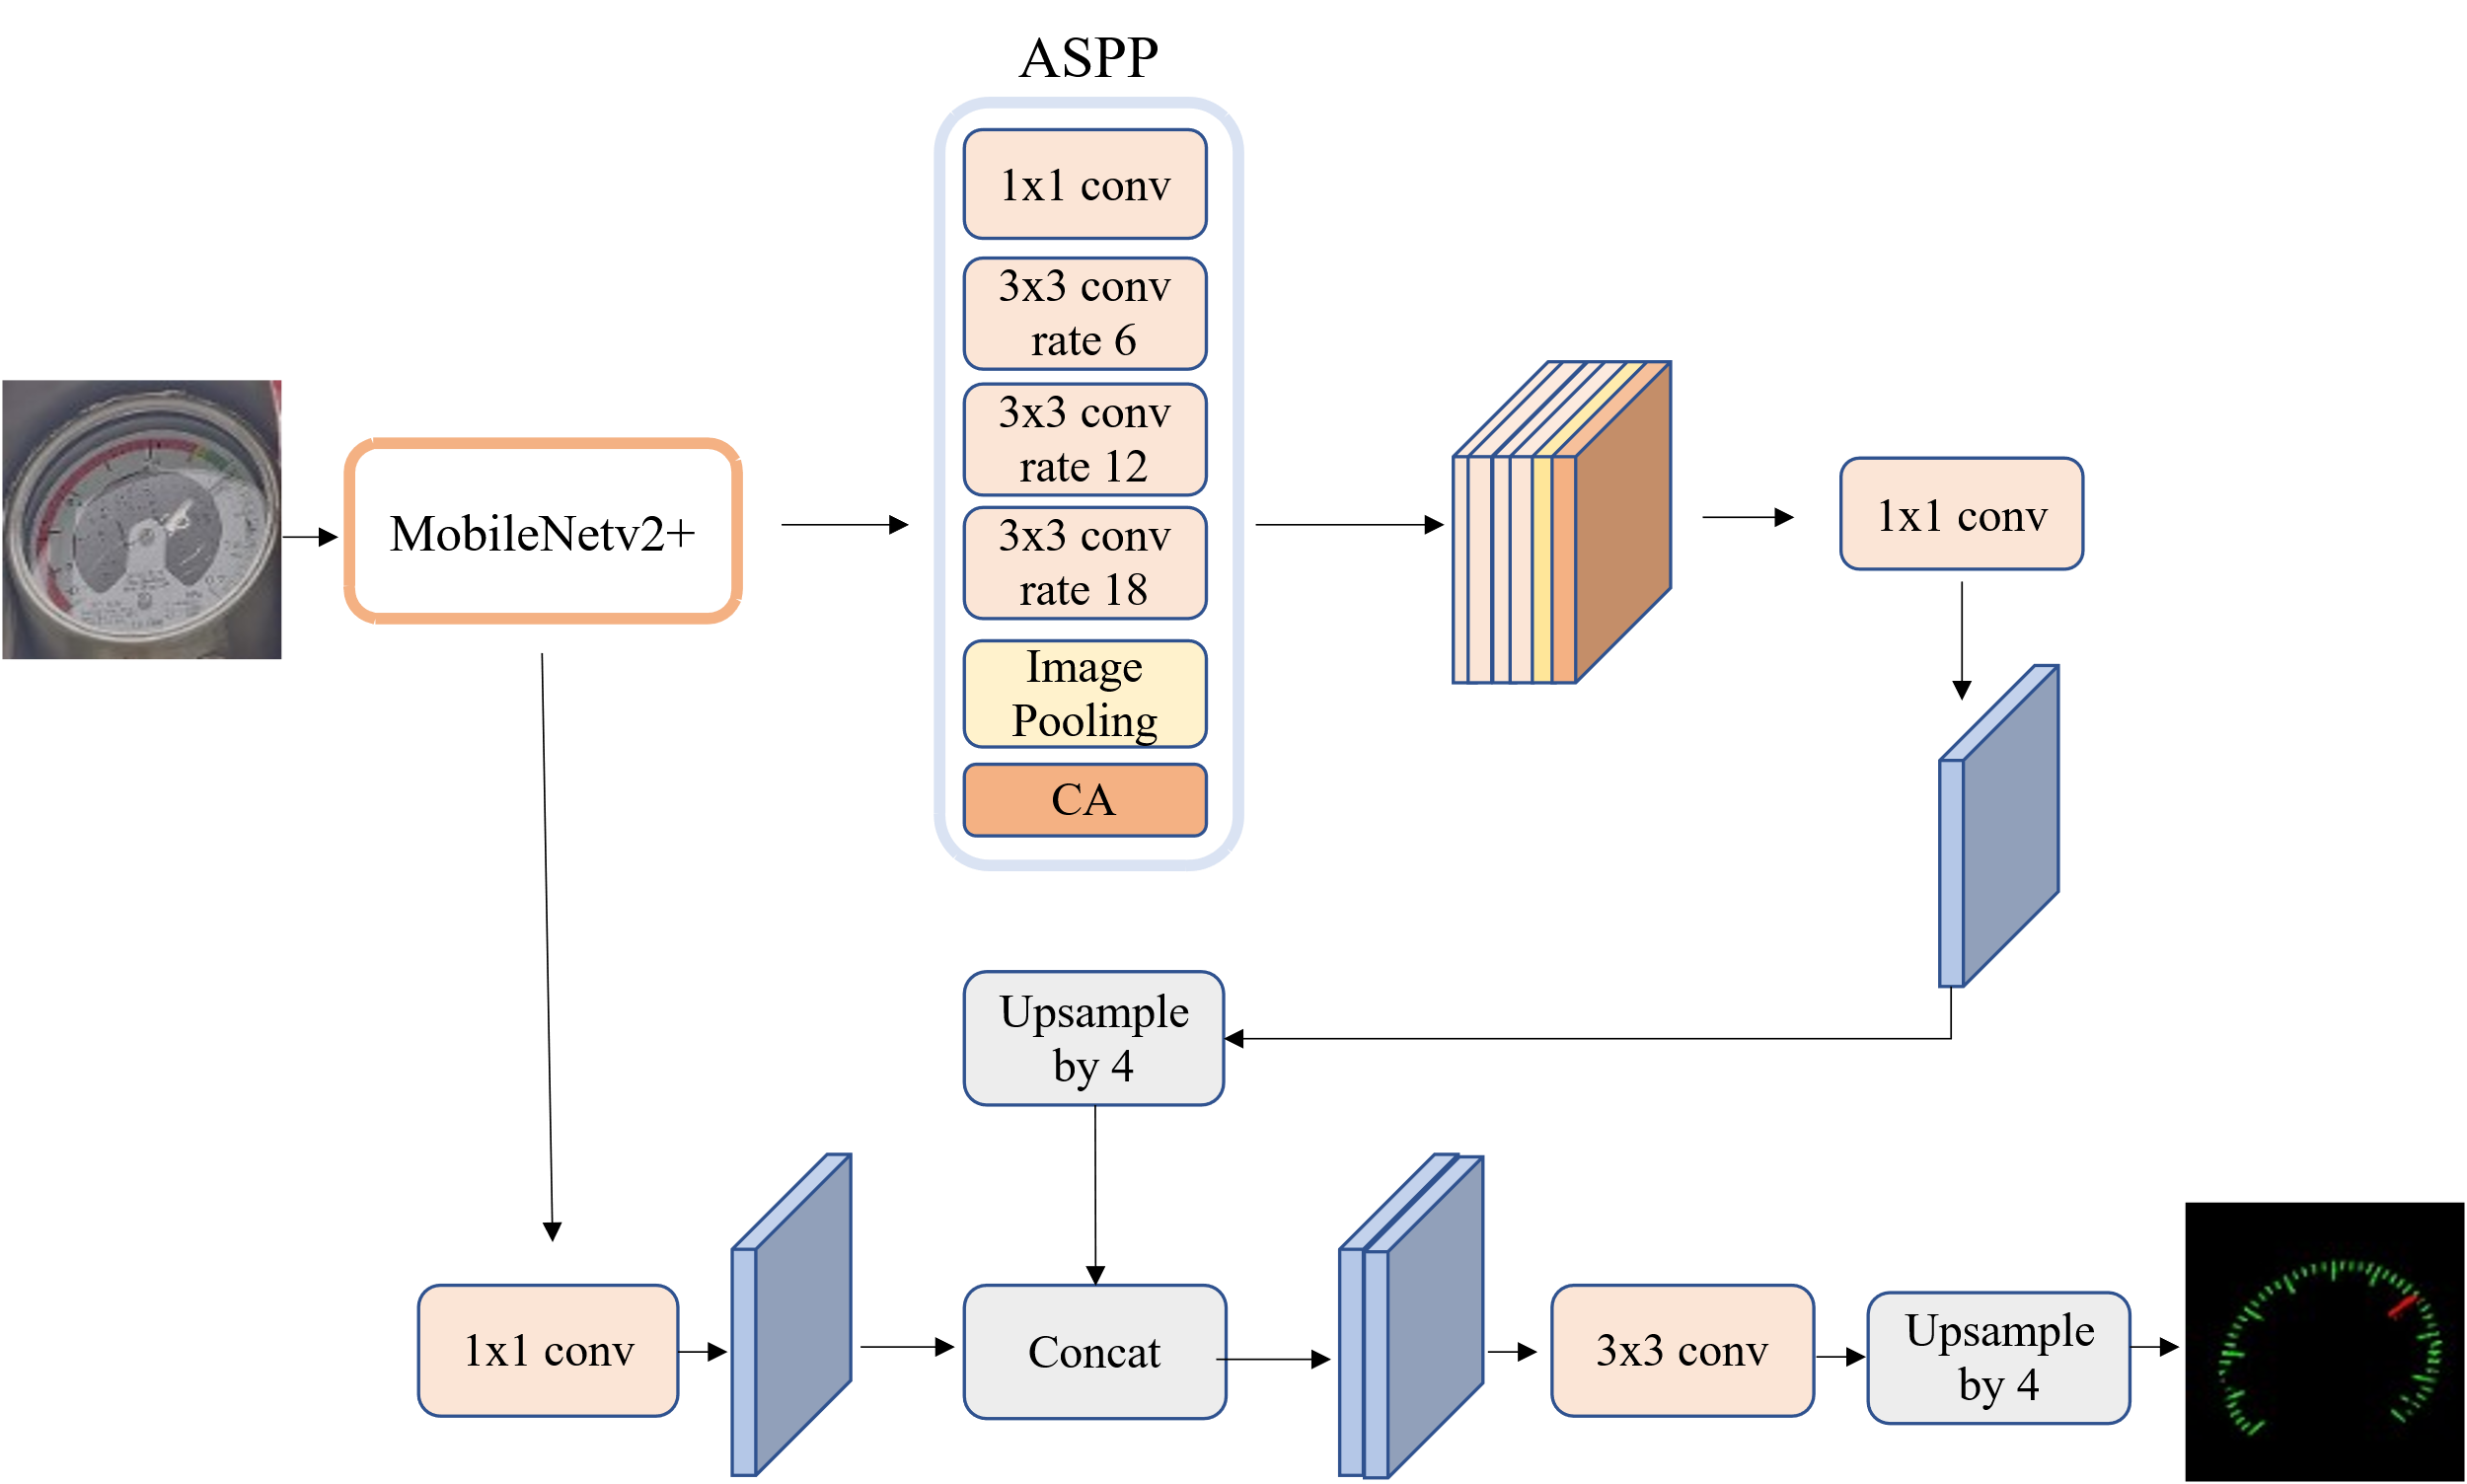 ASPP
1x1 conv
3x3 conv
rate 6
3x3 conv
rate 12
3x3 conv
rate 18
Image
Pooling
CA
MobileNetv2+
1x1 conv
Upsample
by 4
1x1 conv
Concat
3x3 conv
Upsample
by 4